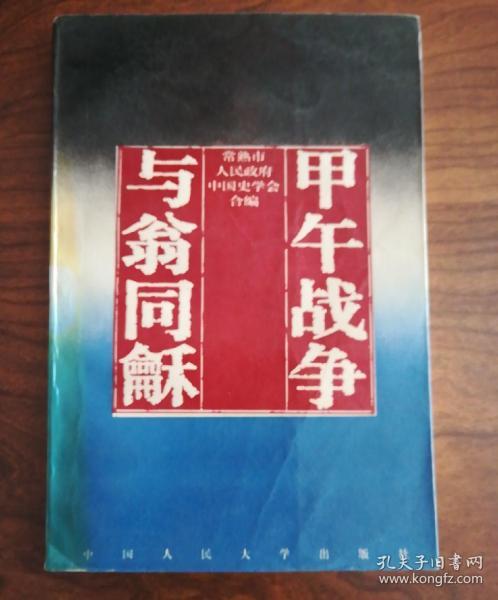 甲午战争
与翁同龢
常熟市
人民政府
中国史学会
合编
中国人民大学出版社
孔夫子旧书网
www.kongfz.com